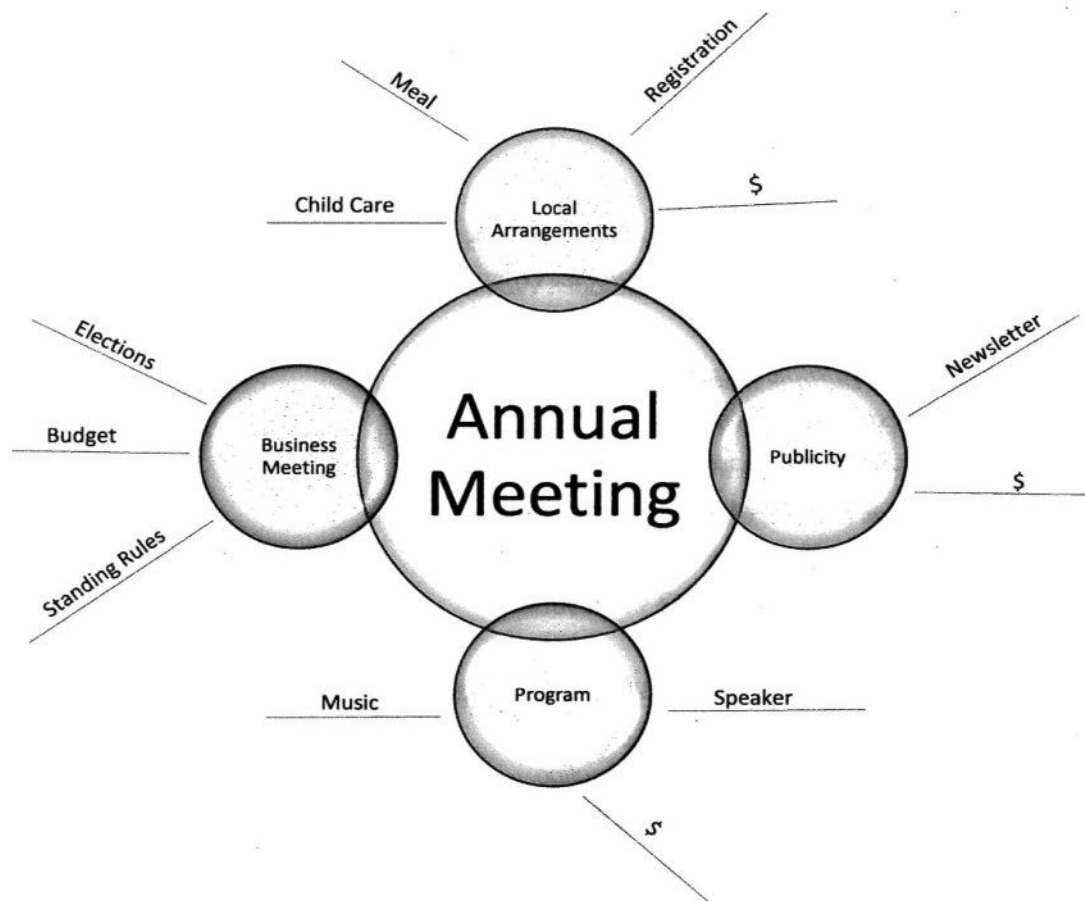 Meal
Registration
Child Care
$
Local
Arrangements
Elections
Newsletter
Budget
Business
Meeting
Annual
Meeting
Publicity
$
Standing Rules
Music
Program
Speaker
$